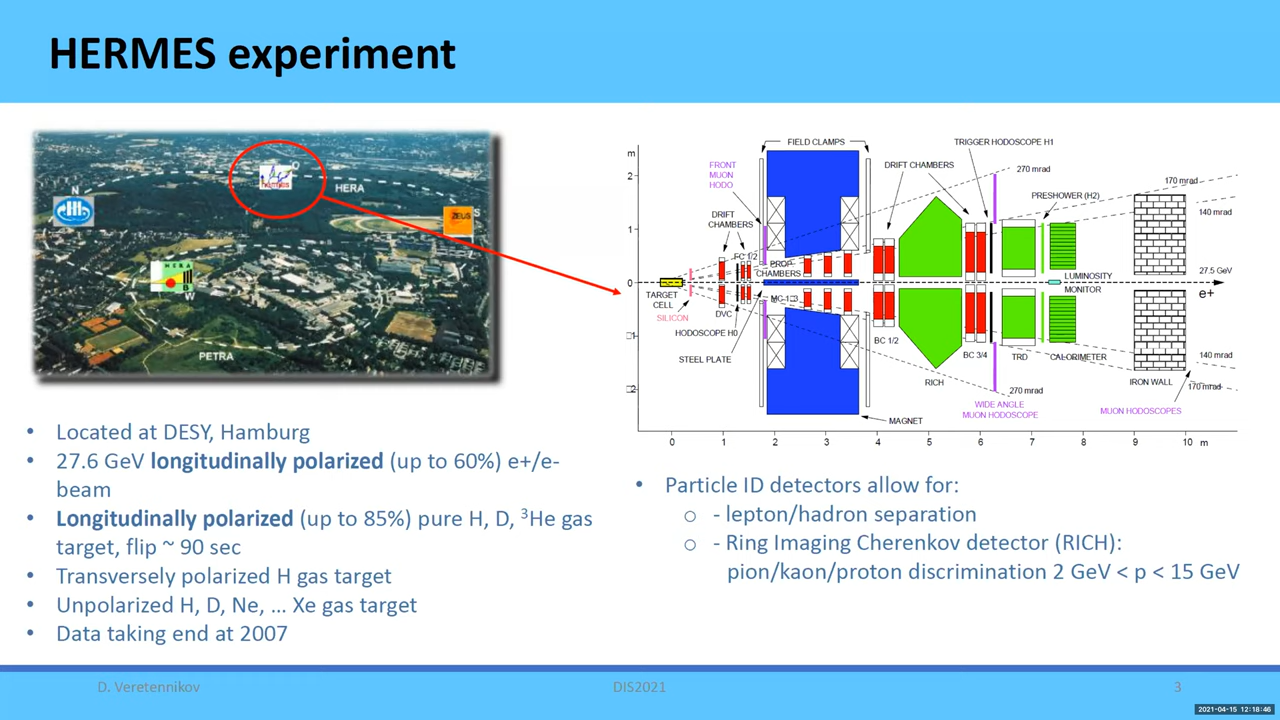 HERMES experiment
N
hermes
O
HERA
ZEUS
S
HERA
B
W
PETRA
• Located at DESY, Hamburg
• 27.6 GeV longitudinally polarized (up to 60%) e+/e-
beam
• Longitudinally polarized (up to 85%) pure H, D, ³He gas
target, flip ~ 90 sec
• Transversely polarized H gas target
• Unpolarized H, D, Ne, … Xe gas target
• Data taking end at 2007
m
2
1
0
1
2
FIELD CLAMPS
TRIGGER HODOSCOPE H1
FRONT
MUON
HODO
DRIFT CHAMBERS
270 mrad
170 mrad
PRESHOWER (H2)
140 mrad
DRIFT
CHAMBERS
FC 1/2
PROP.
CHAMBERS
27.5 GeV
LUMINOSITY
MONITOR
e+
TARGET
CELL
SILICON
MC 1-3
DVC
HODOSCOPE H0
STEEL PLATE
BC 1/2
BC 3/4
TRD
CALORIMETER
140 mrad
RICH
270 mrad
IRON WALL
170 mrad
WIDE ANGLE
MUON HODOSCOPE
MUON HODOSCOPES
MAGNET
0 1 2 3 4 5 6 7 8 9 10 m
• Particle ID detectors allow for:
o - lepton/hadron separation
o - Ring Imaging Cherenkov detector (RICH):
pion/kaon/proton discrimination 2 GeV < p < 15 GeV
D. Veretennikov
DIS2021
3
2021-04-15 12:18:46